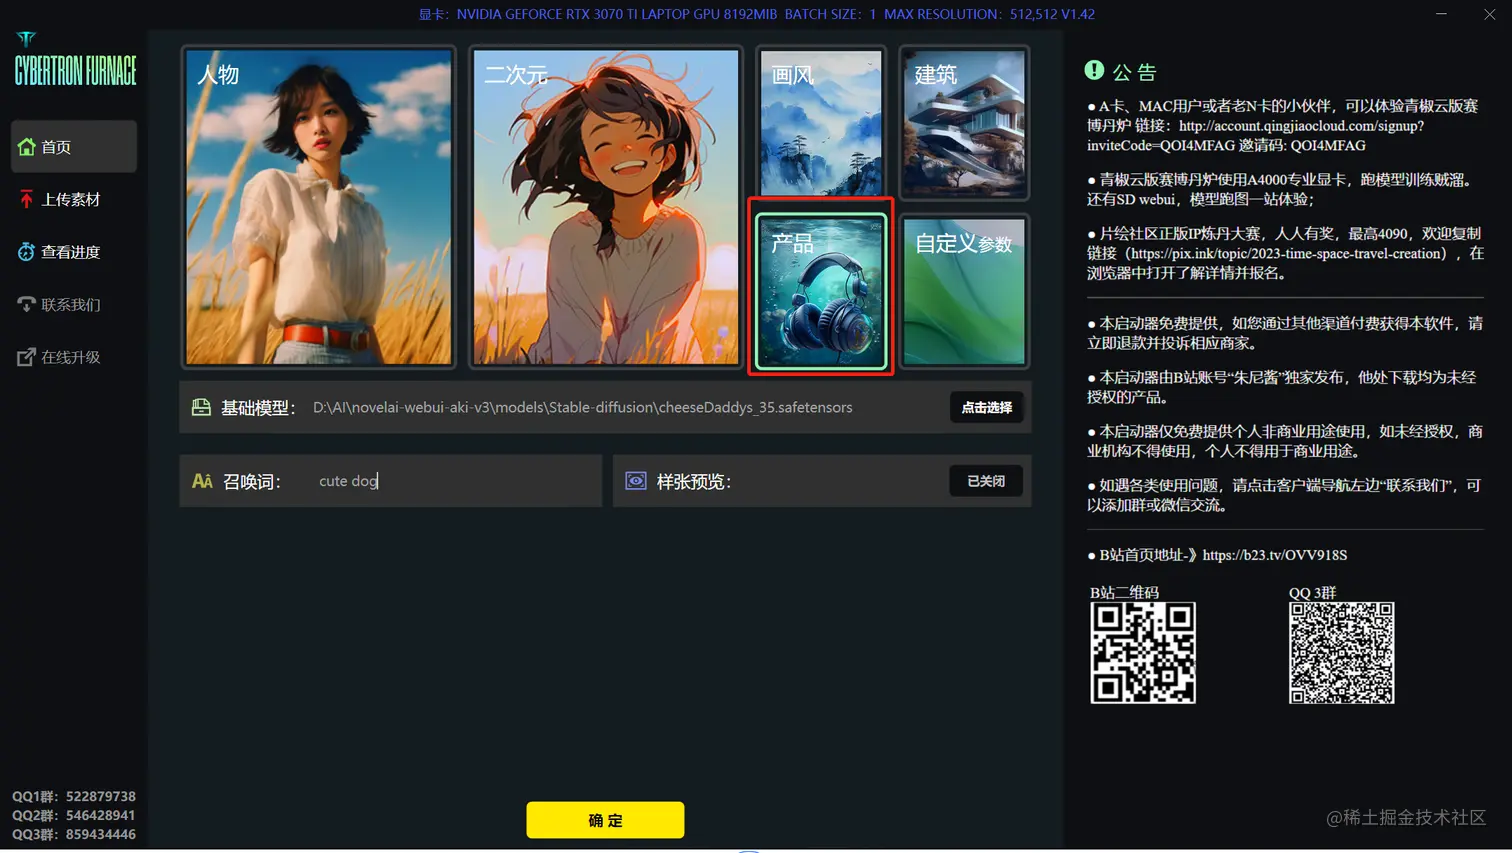 显卡：NVIDIA GEFORCE RTX 3070 TI LAPTOP GPU 8192MIB BATCH SIZE：1 MAX RESOLUTION：512,512 V1.42
CYBERTRON FURNACE
首页
上传素材
查看进度
联系我们
在线升级
QQ1群：522879738
QQ2群：546428941
QQ3群：859434446
人物
二次元
画风
建筑
产品
自定义参数
基础模型：
D:\AI\novelai-webui-aki-v3\models\Stable-diffusion\cheeseDaddys_35.safetensors
点击选择
召唤词：
cute dog
样张预览：
已关闭
确 定
公 告
● A卡、MAC用户或者老N卡的小伙伴，可以体验青椒云版赛
博丹炉 链接：http://account.qingjiaocloud.com/signup?
inviteCode=QOI4MFAG 邀请码: QOI4MFAG
● 青椒云版赛博丹炉使用A4000专业显卡，跑模型训练贼溜。
还有SD webui，模型跑图一站体验；
● 片绘社区正版IP炼丹大赛，人人有奖，最高4090，欢迎复制
链接（https://pix.ink/topic/2023-time-space-travel-creation），在
浏览器中打开了解详情并报名。
● 本启动器免费提供，如您通过其他渠道付费获得本软件，请
立即退款并投诉相应商家。
● 本启动器由B站账号“朱尼酱”独家发布，他处下载均为未经
授权的产品。
● 本启动器仅免费提供个人非商业用途使用，如未经授权，商
业机构不得使用，个人不得用于商业用途。
● 如遇各类使用问题，请点击客户端导航左边“联系我们”，可
以添加群或微信交流。
● B站首页地址-》https://b23.tv/OVV918S
B站二维码
QQ 3群
@稀土掘金技术社区